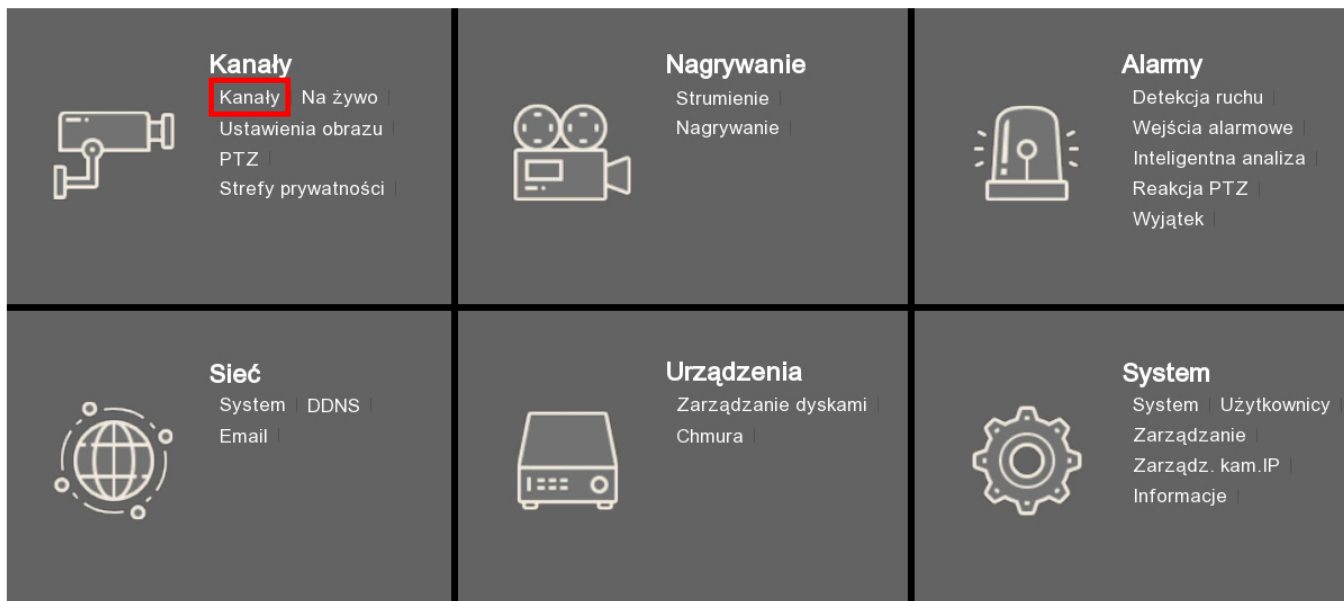 Kanały
Kanały | Na żywo |
Ustawienia obrazu |
PTZ |
Strefy prywatności |
Nagrywanie
Strumienie |
Nagrywanie |
Alarmy
Detekcja ruchu |
Wejścia alarmowe |
Inteligentna analiza |
Reakcja PTZ |
Wyjątek |
Sieć
System | DDNS |
Email |
Urządzenia
Zarządzanie dyskami |
Chmura |
System
System | Użytkownicy |
Zarządzanie |
Zarządz. kam.IP |
Informacje |